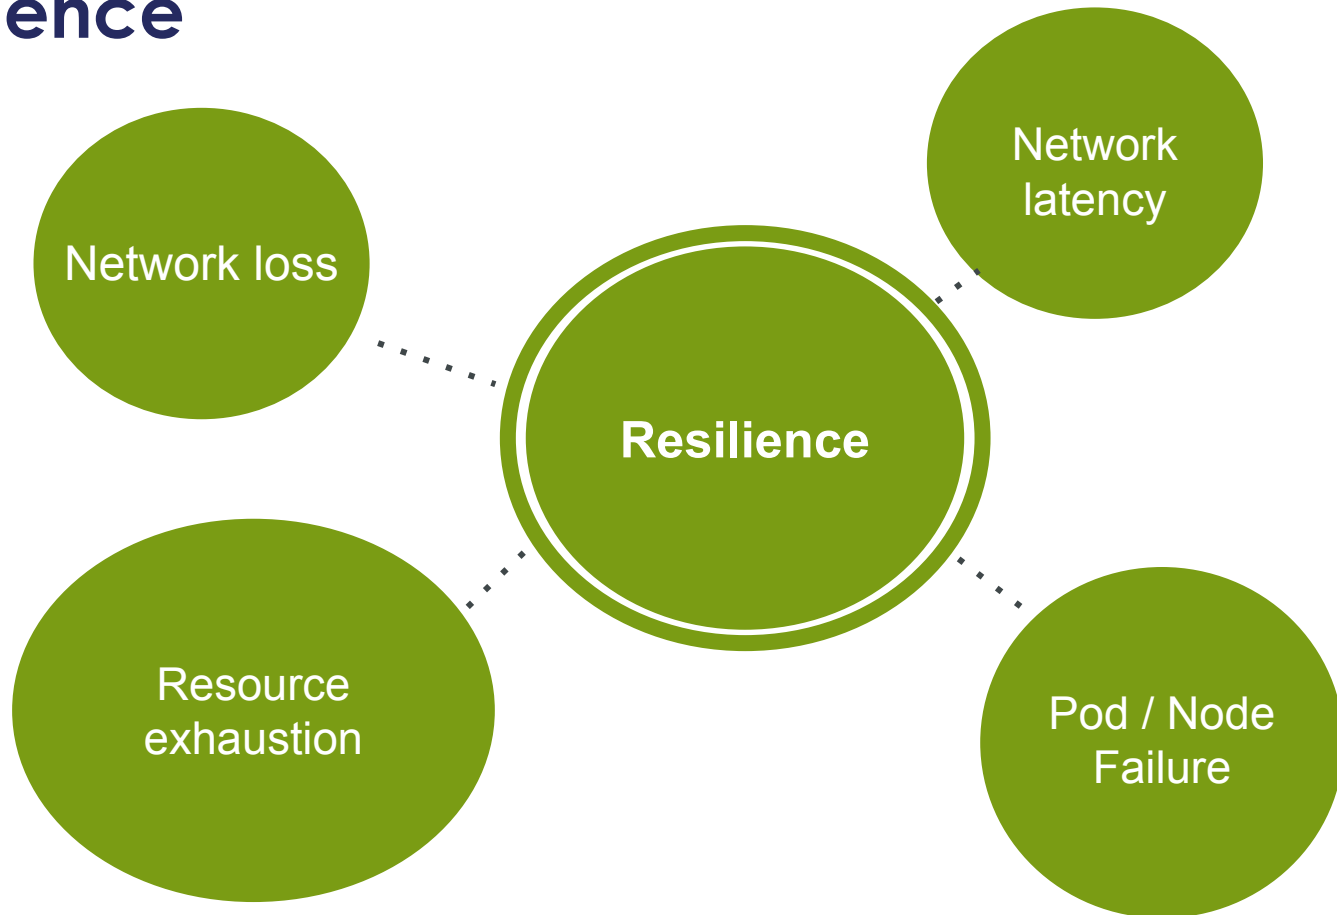 ence
Network
latency
Network loss
Resilience
Resource
exhaustion
Pod / Node
Failure